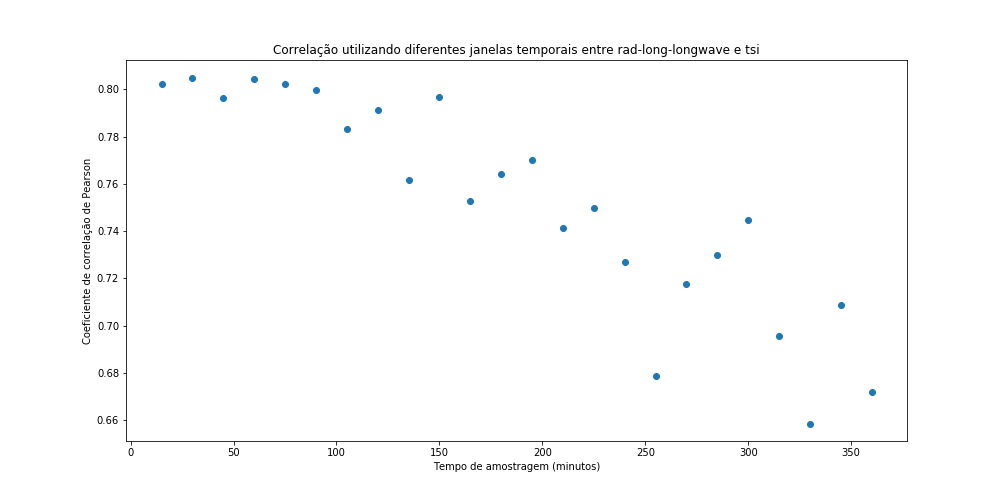 Correlação utilizando diferentes janelas temporais entre rad-long-longwave e tsi
Coeficiente de correlação de Pearson
0.80
0.78
0.76
0.74
0.72
0.70
0.68
0.66
0 50 100 150 200 250 300 350
Tempo de amostragem (minutos)